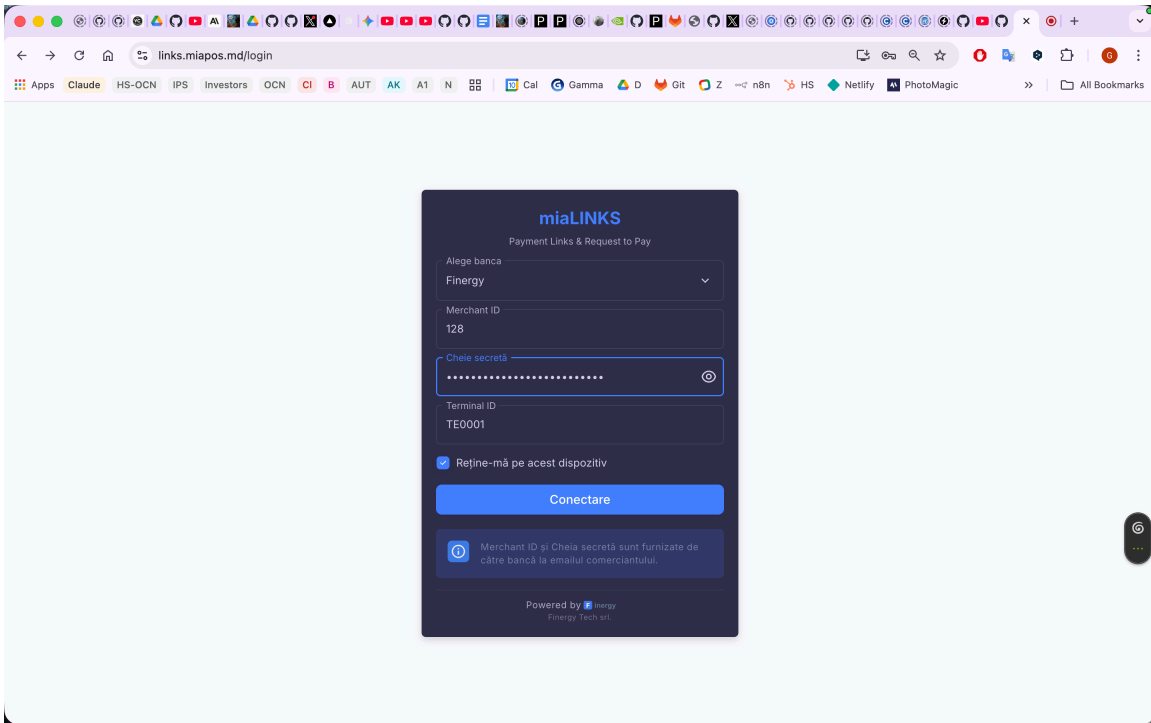 links.miapos.md/login
Apps Claude HS-OCN IPS Investors OCN CI B AUT AK A1 N Cal Gamma D Git Z n8n HS Netlify PhotoMagic » All Bookmarks
miaLINKS
Payment Links & Request to Pay
Alege banca
Finergy
Merchant ID
128
Cheie secretă
••••••••••••••••••••••••••
Terminal ID
TE0001
Reține-mă pe acest dispozitiv
Conectare
Merchant ID și Cheia secretă sunt furnizate de
către bancă la emailul comerciantului.
Powered by Finergy
Finergy Tech srl.